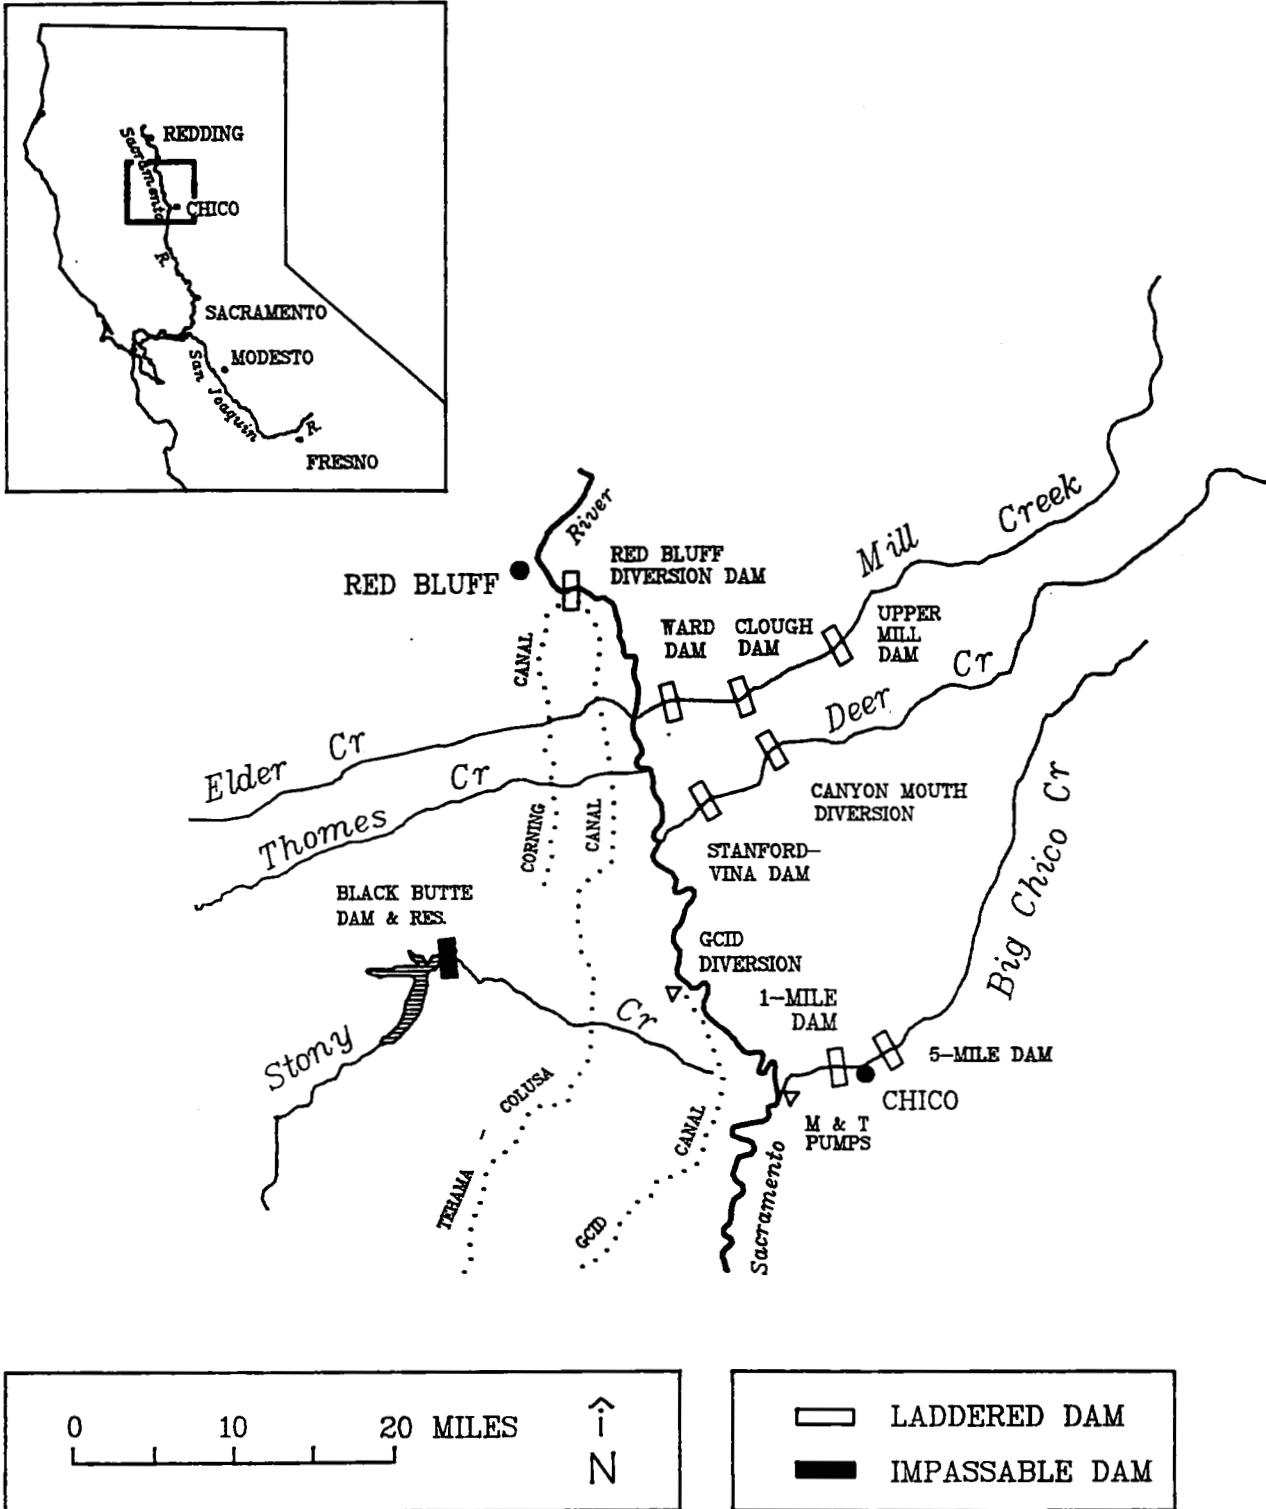 REDDING
Sacramento
CHICO
R.
SACRAMENTO
MODESTO
San Joaquin
R.
FRESNO
River
Mill Creek
RED BLUFF
RED BLUFF
DIVERSION DAM
WARD
DAM
CLOUGH
DAM
UPPER
MILL
DAM
CANAL
Deer Cr
Elder Cr
Thomes Cr
CANYON MOUTH
DIVERSION
CORNING
CANAL
STANFORD-
VINA DAM
Big Chico Cr
BLACK BUTTE
DAM & RES.
GCID
DIVERSION
1-MILE
DAM
Stony
Cr
5-MILE DAM
CHICO
M & T
PUMPS
COLUSA
TEHAMA
CANAL
GCID
Sacramento
0 10 20 MILES
N
LADDERED DAM
IMPASSABLE DAM